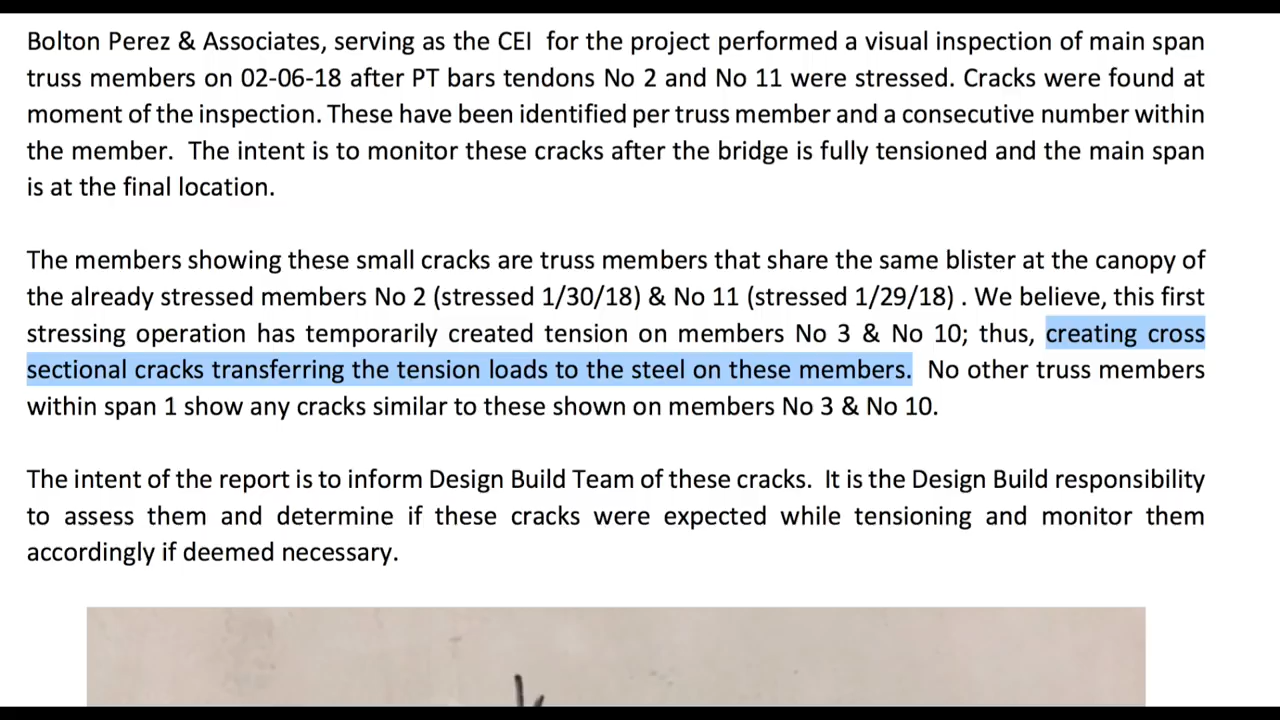 Bolton Perez & Associates, serving as the CEI for the project performed a visual inspection of main span
truss members on 02-06-18 after PT bars tendons No 2 and No 11 were stressed. Cracks were found at
moment of the inspection. These have been identified per truss member and a consecutive number within
the member. The intent is to monitor these cracks after the bridge is fully tensioned and the main span
is at the final location.
The members showing these small cracks are truss members that share the same blister at the canopy of
the already stressed members No 2 (stressed 1/30/18) & No 11 (stressed 1/29/18) . We believe, this first
stressing operation has temporarily created tension on members No 3 & No 10; thus, creating cross
sectional cracks transferring the tension loads to the steel on these members. No other truss members
within span 1 show any cracks similar to these shown on members No 3 & No 10.
The intent of the report is to inform Design Build Team of these cracks. It is the Design Build responsibility
to assess them and determine if these cracks were expected while tensioning and monitor them
accordingly if deemed necessary.